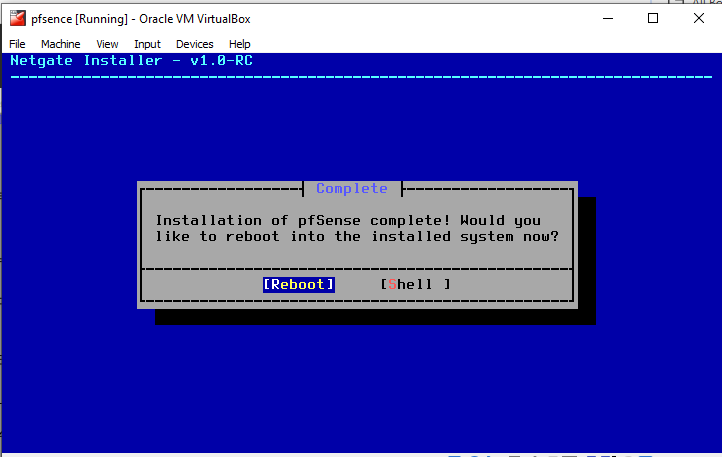 pfsence [Running] - Oracle VM VirtualBox
File Machine View Input Devices Help
Netgate Installer - v1.0-RC
Complete
Installation of pfSense complete! Would you
like to reboot into the installed system now?
[Reboot] [Shell ]